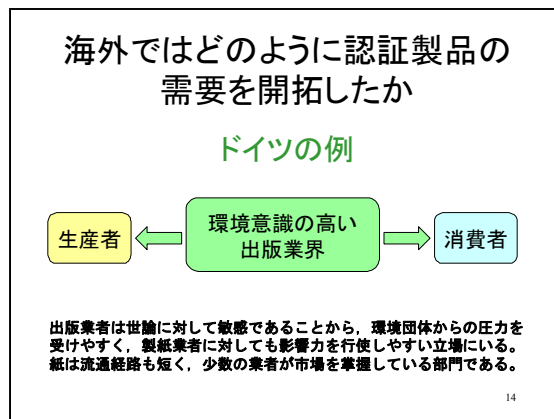 海外ではどのように認証製品の
需要を開拓したか
ドイツの例
生産者
環境意識の高い
出版業界
消費者
出版業者は世論に対して敏感であることから，環境団体からの圧力を
受けやすく，製紙業者に対しても影響力を行使しやすい立場にいる。
紙は流通経路も短く，少数の業者が市場を掌握している部門である。
14